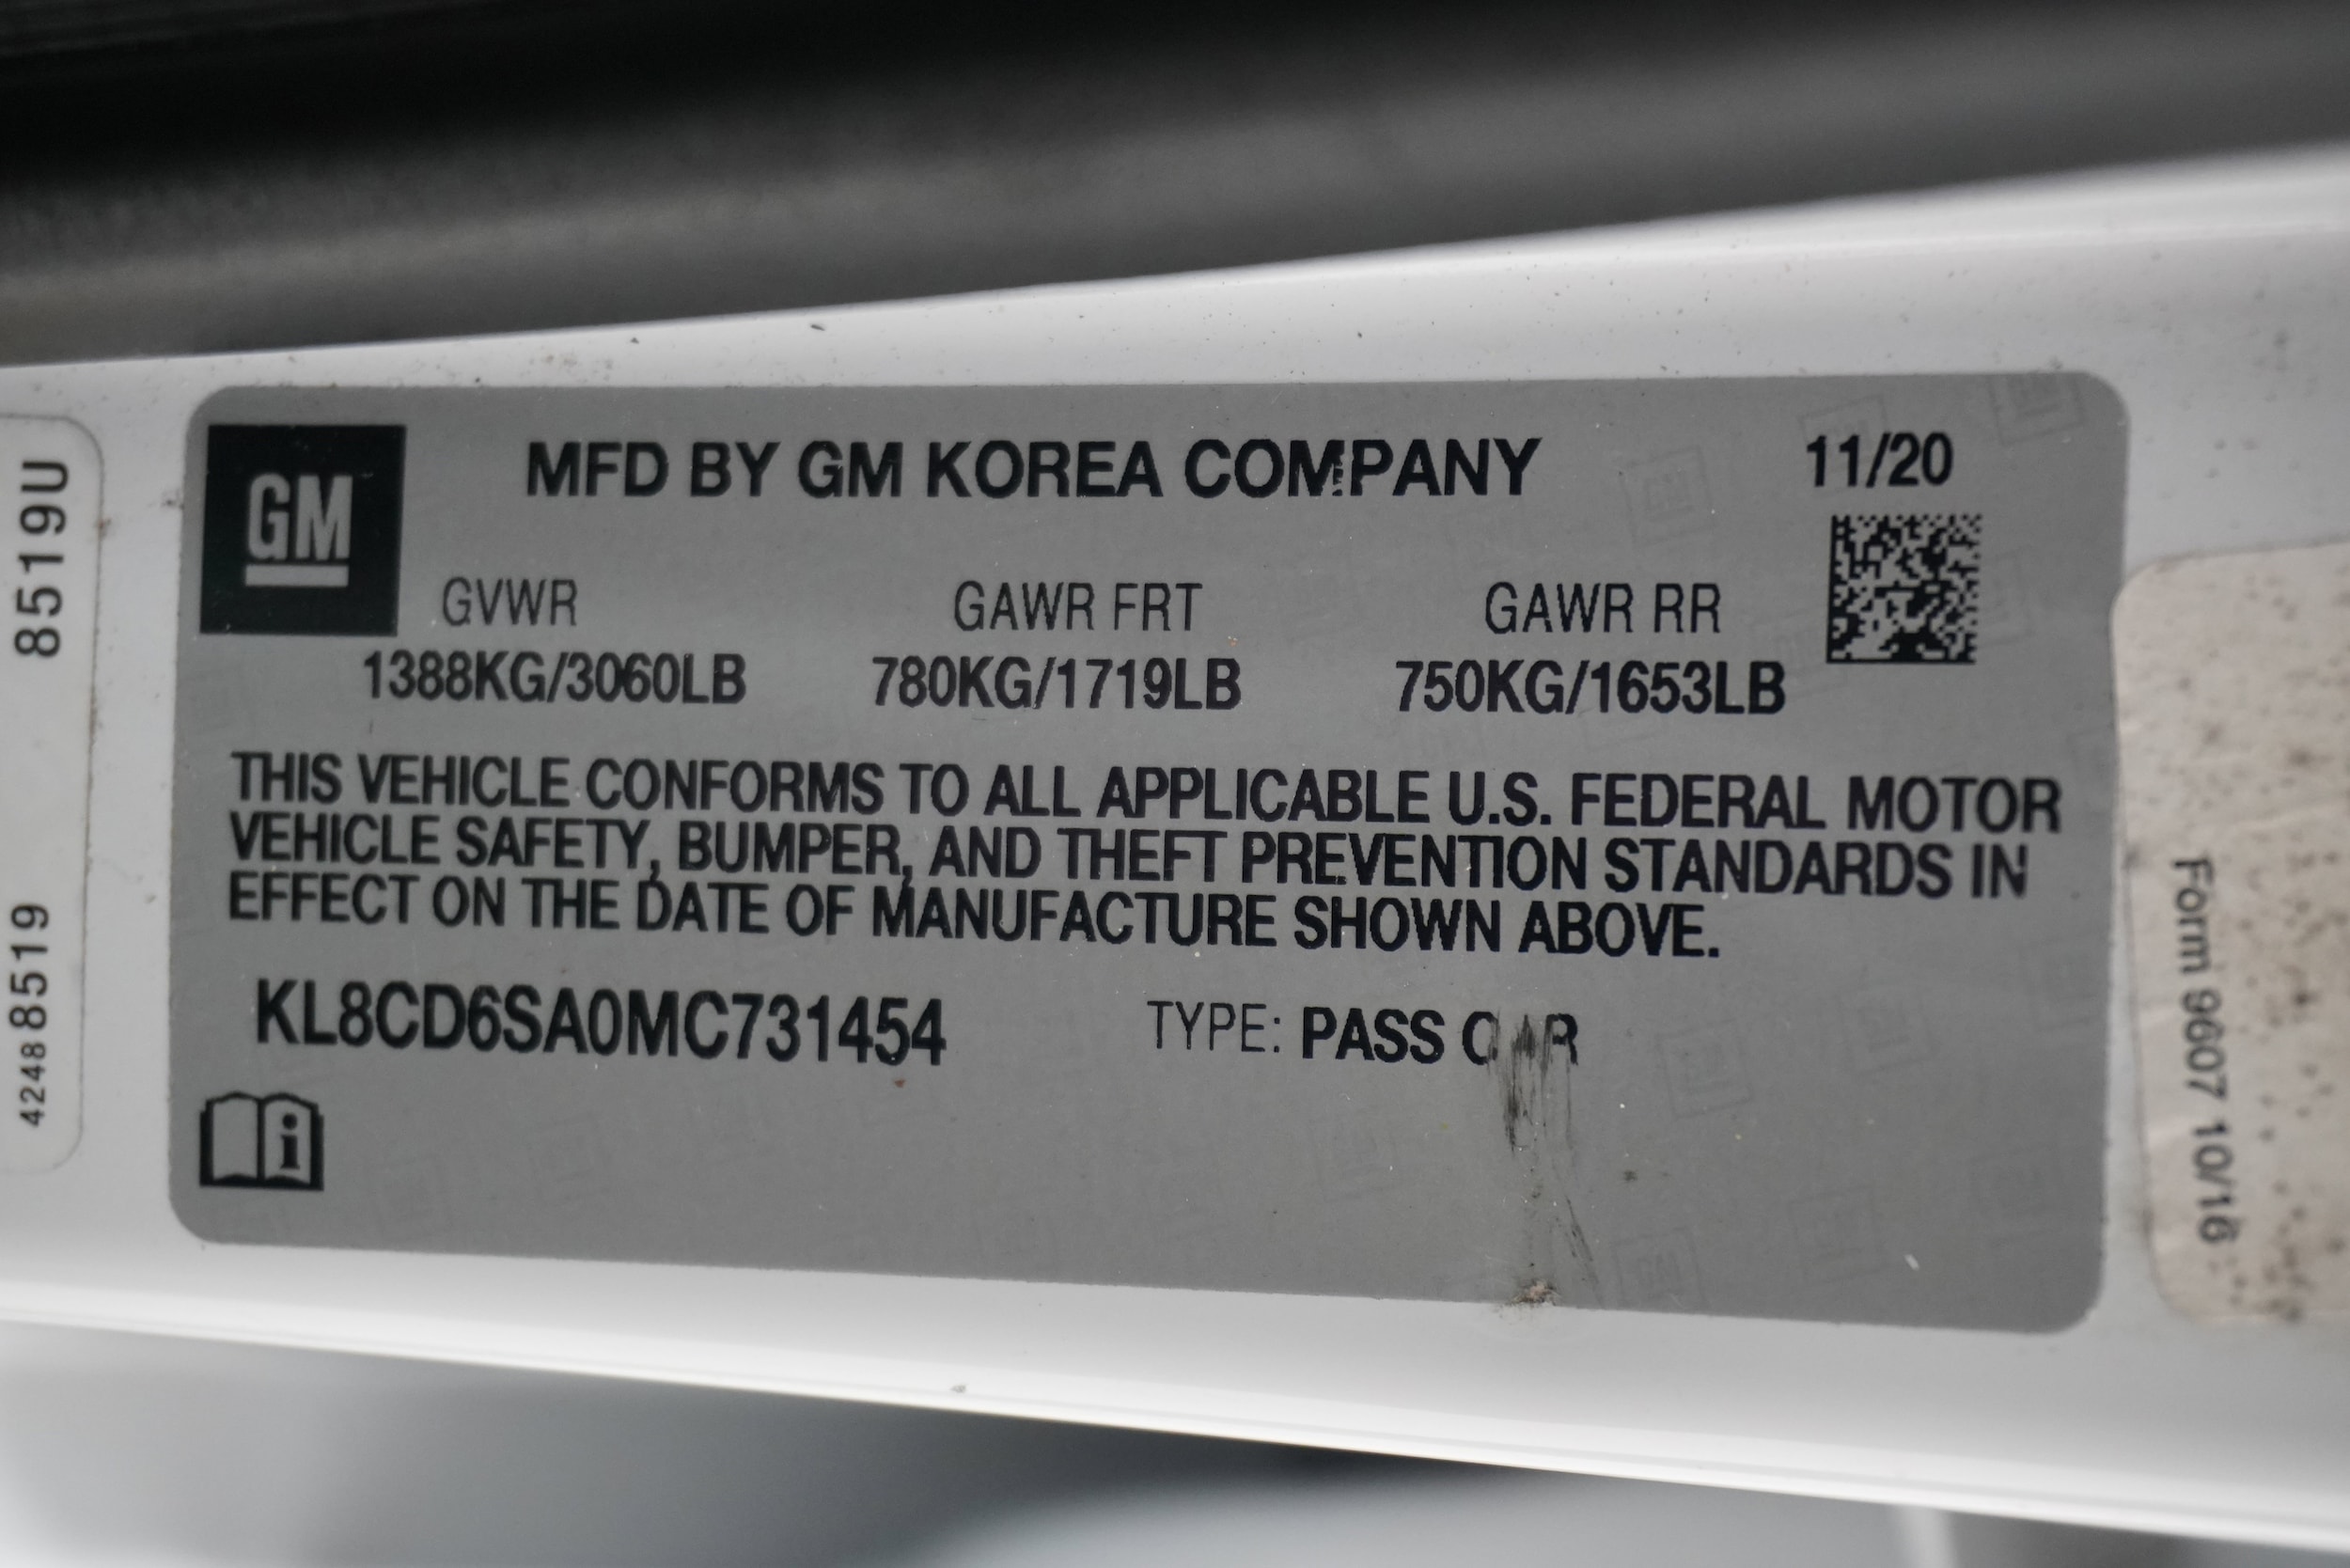 8519U
42488519
GM
MFD BY GM KOREA COMPANY
11/20
GVWR
GAWR FRT
GAWR RR
1388KG/3060LB
780KG/1719LB
750KG/1653LB
THIS VEHICLE CONFORMS TO ALL APPLICABLE U.S. FEDERAL MOTOR
VEHICLE SAFETY, BUMPER, AND THEFT PREVENTION STANDARDS IN
EFFECT ON THE DATE OF MANUFACTURE SHOWN ABOVE.
KL8CD6SA0MC731454
TYPE: PASS CAR
i
Form 9607 10/16